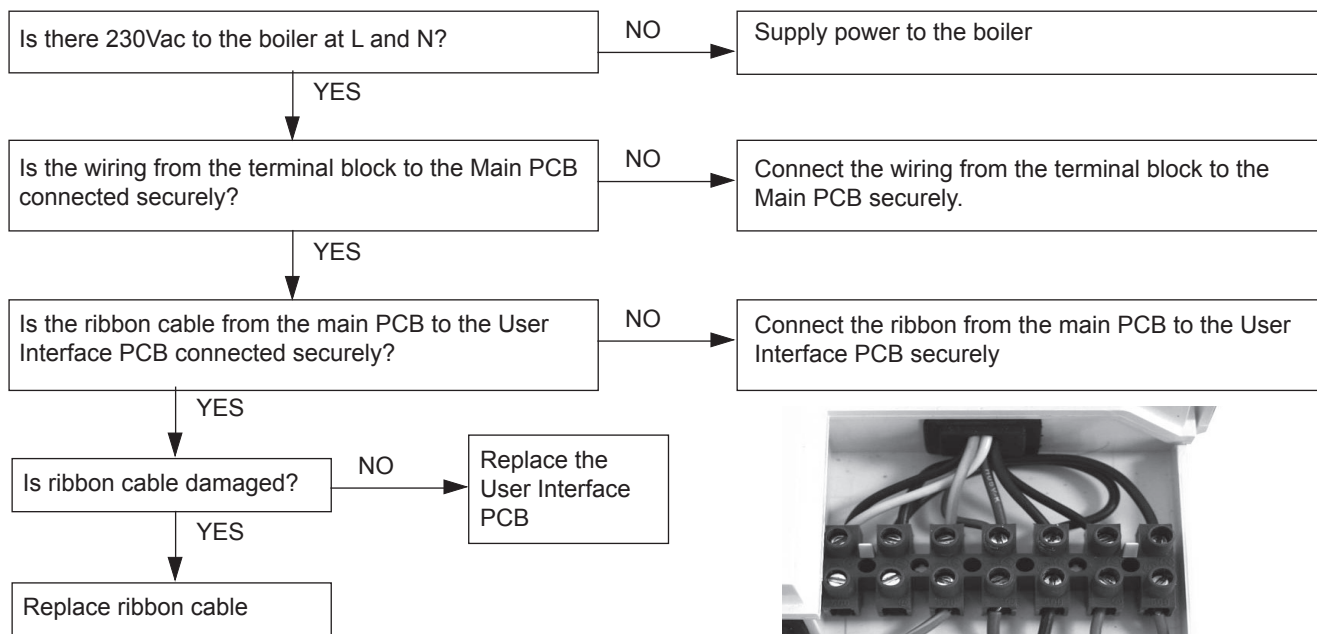 Is there 230Vac to the boiler at L and N?
NO
Supply power to the boiler
YES
Is the wiring from the terminal block to the Main PCB
connected securely?
NO
Connect the wiring from the terminal block to the
Main PCB securely.
YES
Is the ribbon cable from the main PCB to the User
Interface PCB connected securely?
NO
Connect the ribbon from the main PCB to the User
Interface PCB securely
YES
Is ribbon cable damaged?
NO
Replace the
User Interface
PCB
YES
Replace ribbon cable